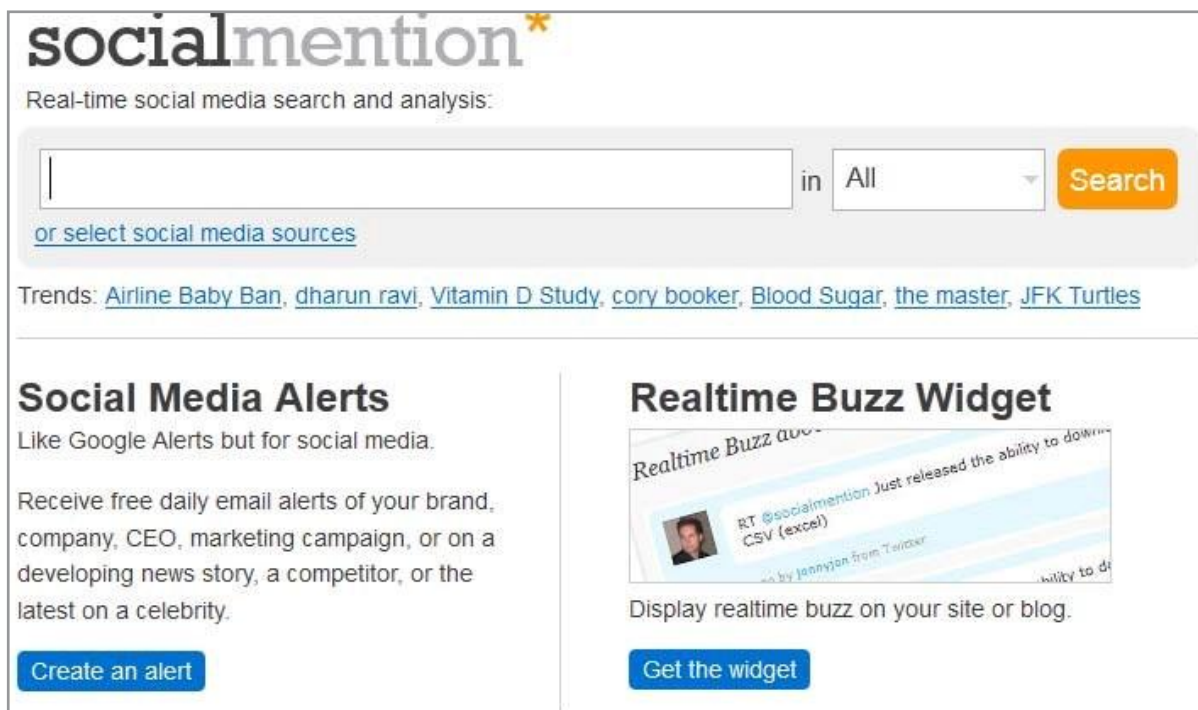 socialmention*
Real-time social media search and analysis:
in All Search
or select social media sources
Trends: Airline Baby Ban, dharun ravi, Vitamin D Study, cory booker, Blood Sugar, the master, JFK Turtles
Social Media Alerts
Like Google Alerts but for social media.
Receive free daily email alerts of your brand,
company, CEO, marketing campaign, or on a
developing news story, a competitor, or the
latest on a celebrity.
Create an alert
Realtime Buzz Widget
Realtime Buzz
RT @socialmention Just released the ability to
CSV (excel)
by jonnyjon from Twitter
to
Display realtime buzz on your site or blog.
Get the widget